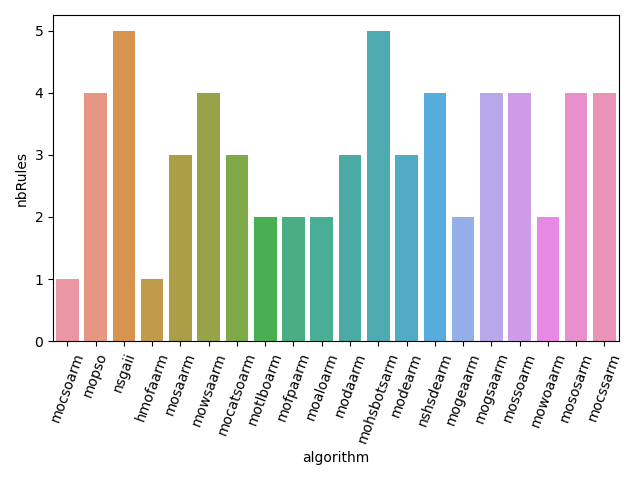 5
4
3
2
1
0
nbRules
mocsoarm
mopso
nsgaii
hmofaarm
mosaarm
mowsaarm
mocatsoarm
motlboarm
mofpaarm
moaloarm
modaarm
mohsbotsarm
modearm
nshsdearm
mogeaarm
mogsaarm
mossoarm
mowoaarm
mososarm
mocssarm
algorithm